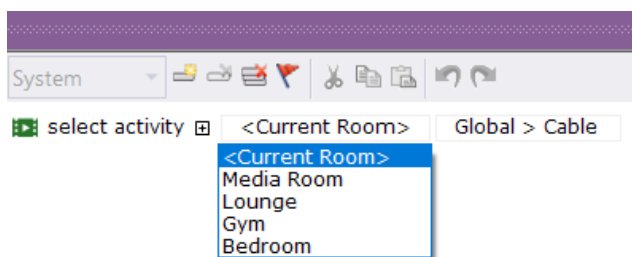 System
select activity <Current Room> Global > Cable
<Current Room>
Media Room
Lounge
Gym
Bedroom